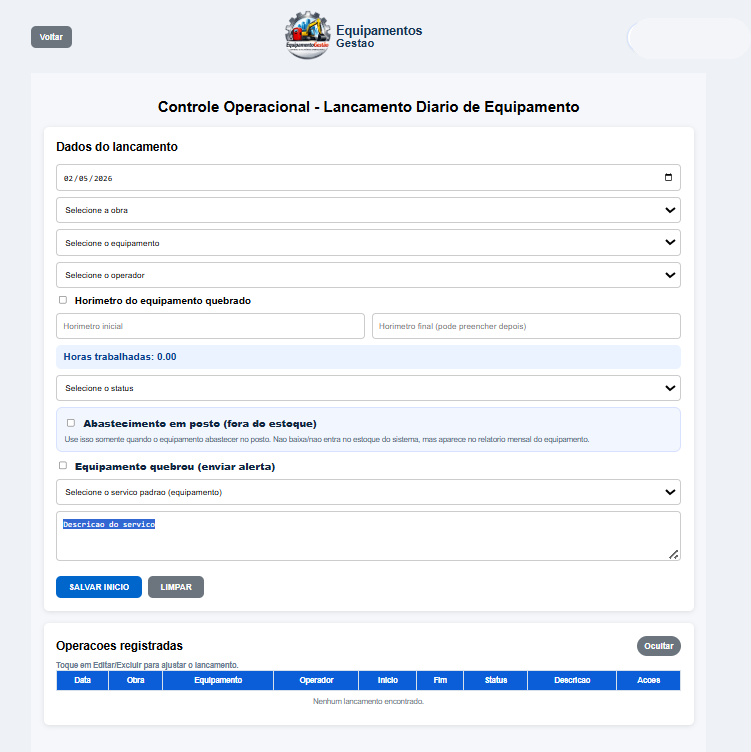 Voltar
EquipamentoGestão
Equipamentos
Gestao
Controle Operacional - Lancamento Diario de Equipamento
Dados do lancamento
02/05/2026
Selecione a obra
Selecione o equipamento
Selecione o operador
Horimetro do equipamento quebrado
Horimetro inicial
Horimetro final (pode preencher depois)
Horas trabalhadas: 0.00
Selecione o status
Abastecimento em posto (fora do estoque)
Use isso somente quando o equipamento abastecer no posto. Nao baixa/nao entra no estoque do sistema, mas aparece no relatorio mensal do equipamento.
Equipamento quebrou (enviar alerta)
Selecione o servico padrao (equipamento)
Descricao do servico
SALVAR INICIO LIMPAR
Operacoes registradas
Ocultar
Toque em Editar/Excluir para ajustar o lancamento.
Data Obra Equipamento Operador Inicio Fim Status Descricao Acoes
Nenhum lancamento encontrado.